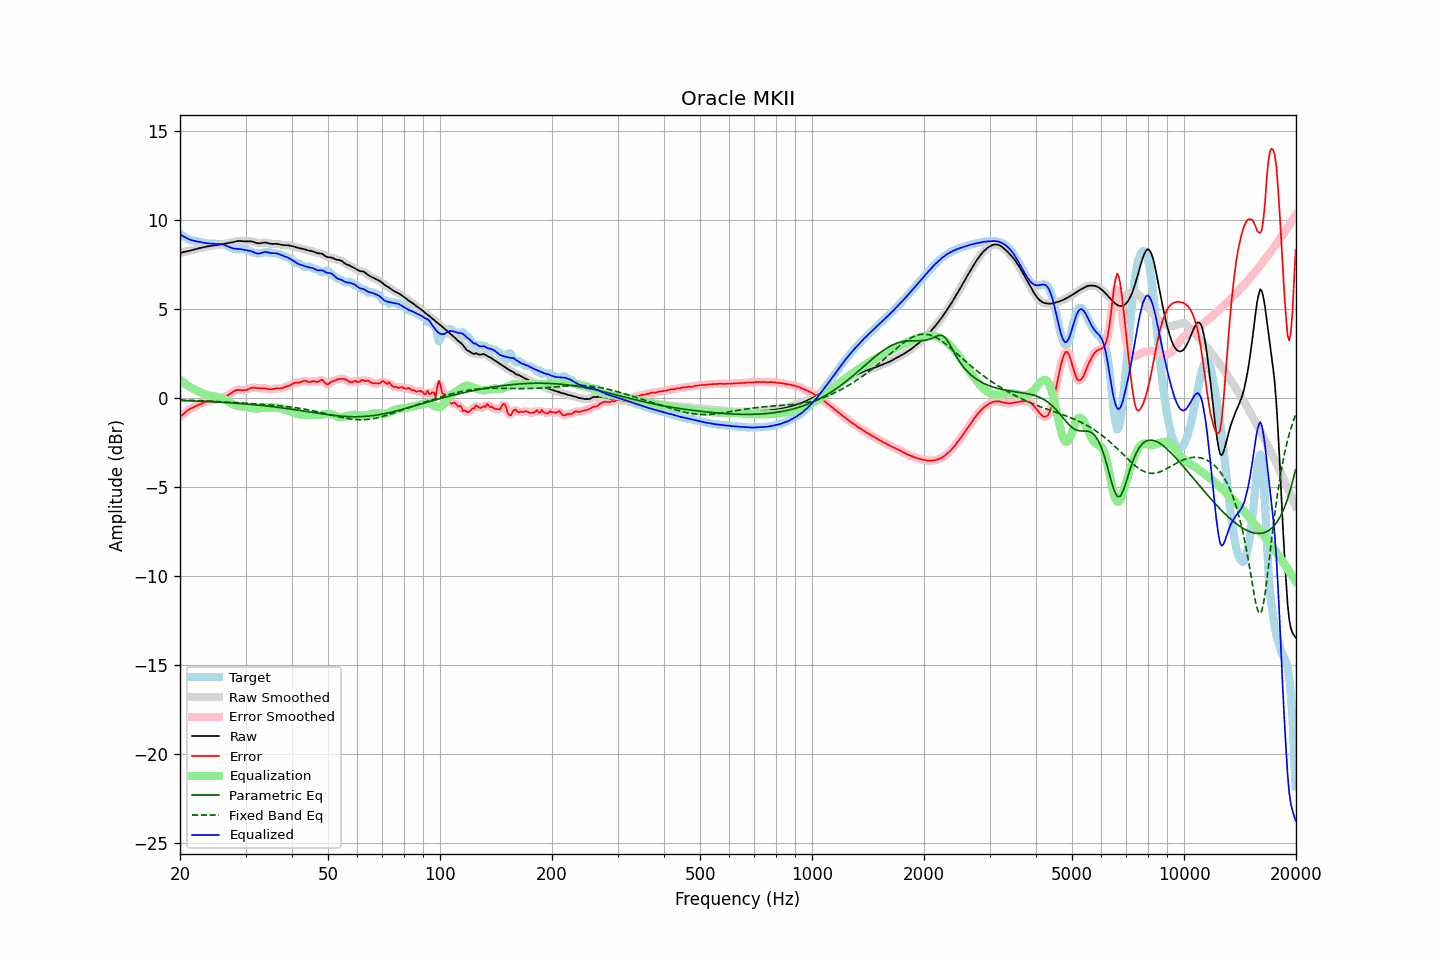 Oracle MKII
15
10
5
0
−5
−10
−15
−20
−25
Amplitude (dBr)
Target
Raw Smoothed
Error Smoothed
Raw
Error
Equalization
Parametric Eq
Fixed Band Eq
Equalized
20 50 100 200 500 1000 2000 5000 10000 20000
Frequency (Hz)